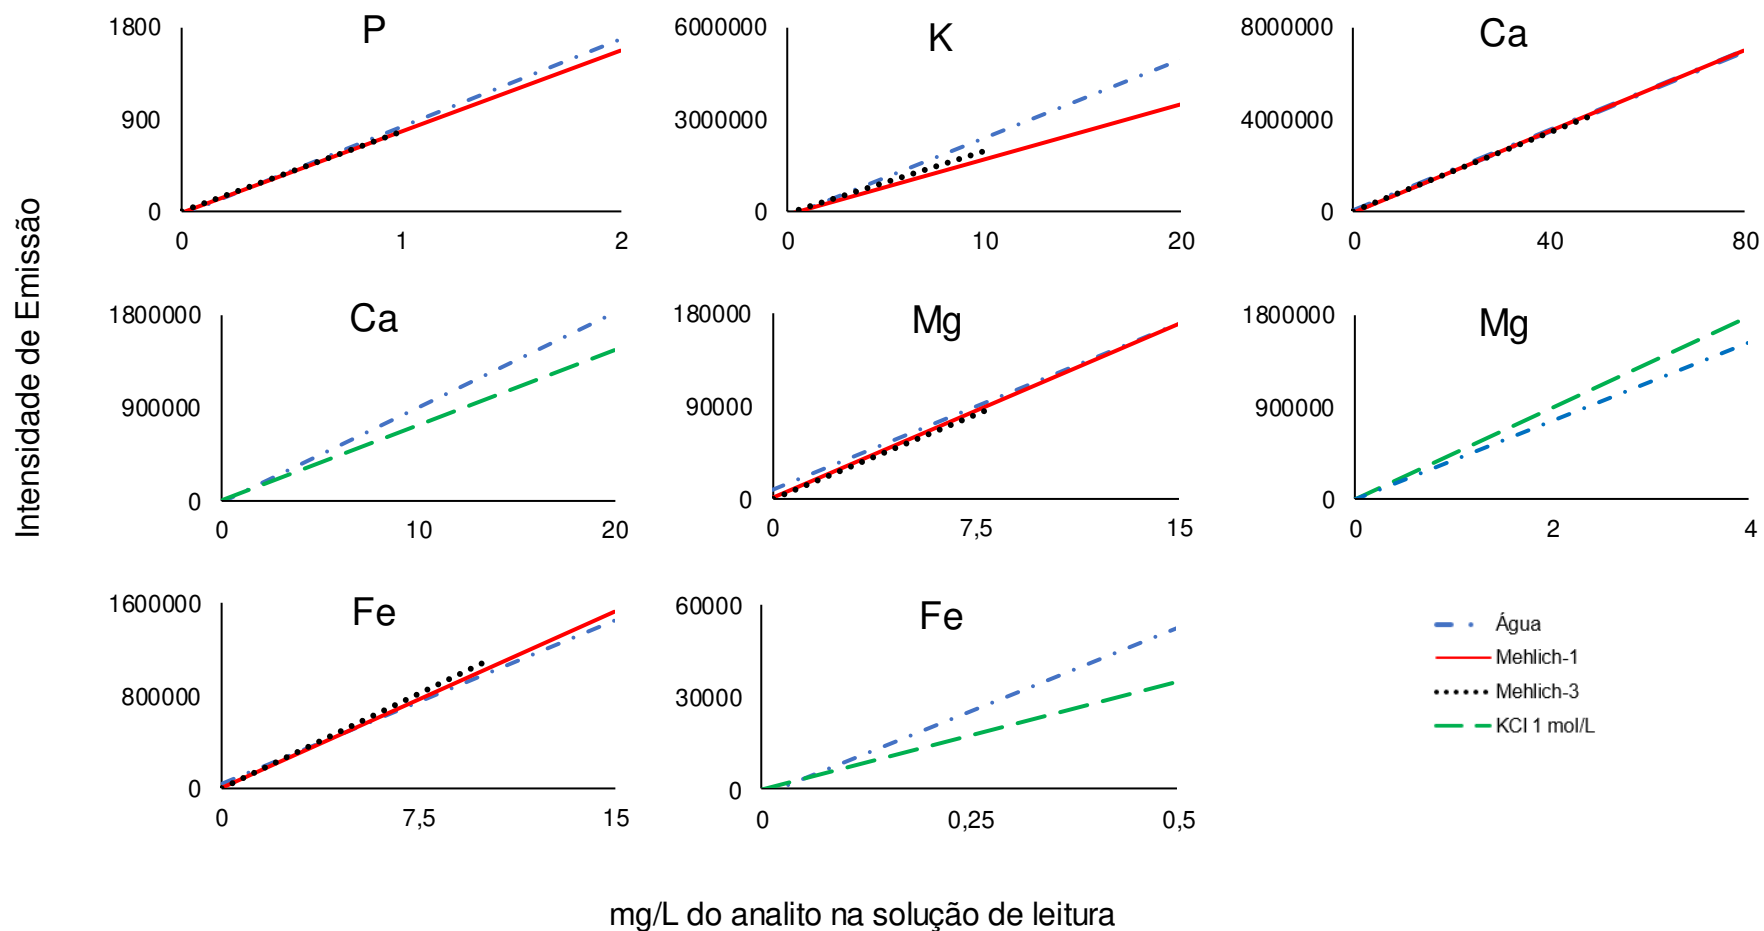 Intensidade de Emissão
P
1800
900
0
0 1 2
K
6000000
3000000
0
0 10 20
Ca
8000000
4000000
0
0 40 80
Ca
1800000
900000
0
0 10 20
Mg
180000
90000
0
0 7,5 15
Mg
1800000
900000
0
0 2 4
Fe
1600000
800000
0
0 7,5 15
Fe
60000
30000
0
0 0,25 0,5
Água
Mehlich-1
Mehlich-3
KCl 1 mol/L
mg/L do analito na solução de leitura